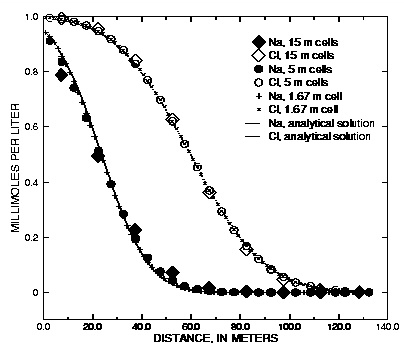 1.0
0.8
0.6
0.4
0.2
0
MILLIMOLES PER LITER
Na, 15 m cells
Cl, 15 m cells
Na, 5 m cells
Cl, 5 m cells
Na, 1.67 m cell
Cl, 1.67 m cell
Na, analytical solution
Cl, analytical solution
0.0 20.0 40.0 60.0 80.0 100.0 120.0 140.0
DISTANCE, IN METERS